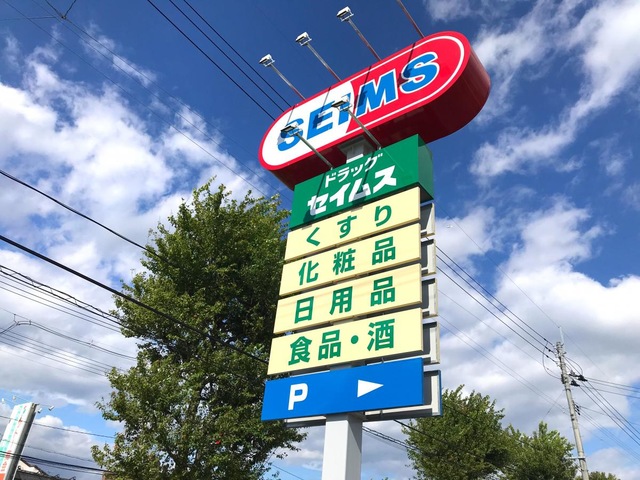 SEIMS
ドラッグ
セイムス
くすり
化粧品
日用品
食品・酒
P